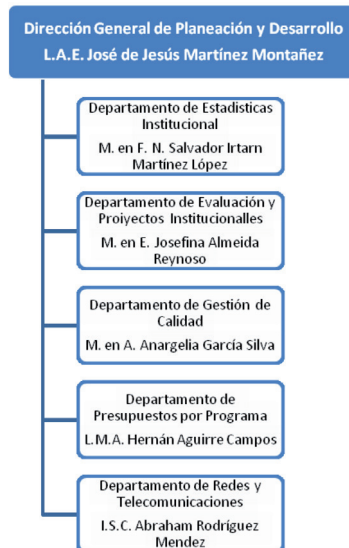 Dirección General de Planeación y Desarrollo
L.A.E. José de Jesús Martínez Montañez
Departamento de Estadisticas
Institucional
M. en F. N. Salvador Irtarn
Martínez López
Departamento de Evaluación y
Proiyectos Institucionalles
M. en E. Josefina Almeida
Reynoso
Departamento de Gestión de
Calidad
M. en A. Anargelia García Silva
Departamento de
Presupuestos por Programa
L.M.A. Hernán Aguirre Campos
Departamento de Redes y
Telecomunicaciones
I.S.C. Abraham Rodríguez
Mendez